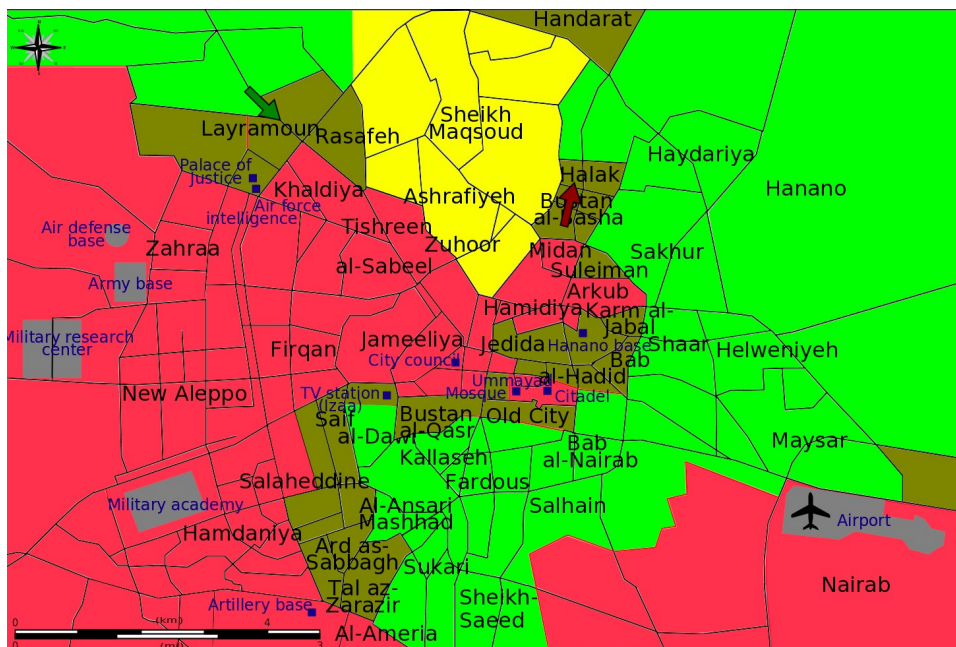 Handarat
Layramoun
Rasafeh
Sheikh
Maqsoud
Haydariya
Palace of
Justice
Khaldiya
Halak
Hanano
Air force
intelligence
Ashrafiyeh
Bustan
al-Basha
Air defense
base
Zahraa
Tishreen
Zuhoor
Midan
Sakhur
al-Sabeel
Suleiman
Army base
Arkub
Hamidiya
Karm al-
Jabal
Military research
center
Firqan
Jameeliya
City council
Jedida
Hanano base
Shaar
Helweniyeh
Bab
al-Hadid
New Aleppo
TV station
(Izaa)
Ummayad
Mosque
Citadel
Saif
al-Dawl
Bustan
al-Qasr
Old City
Bab
al-Nairab
Maysar
Kallaseh
Salaheddine
Fardous
Military academy
Al-Ansari
Mashhad
Salhain
Airport
Hamdaniya
Ard as-
Sabbagh
Sukari
Nairab
Tal az-
Zarazir
Artillery base
Sheikh-
Saeed
Al-Ameria
0 (km) 4
0 (mi) 3